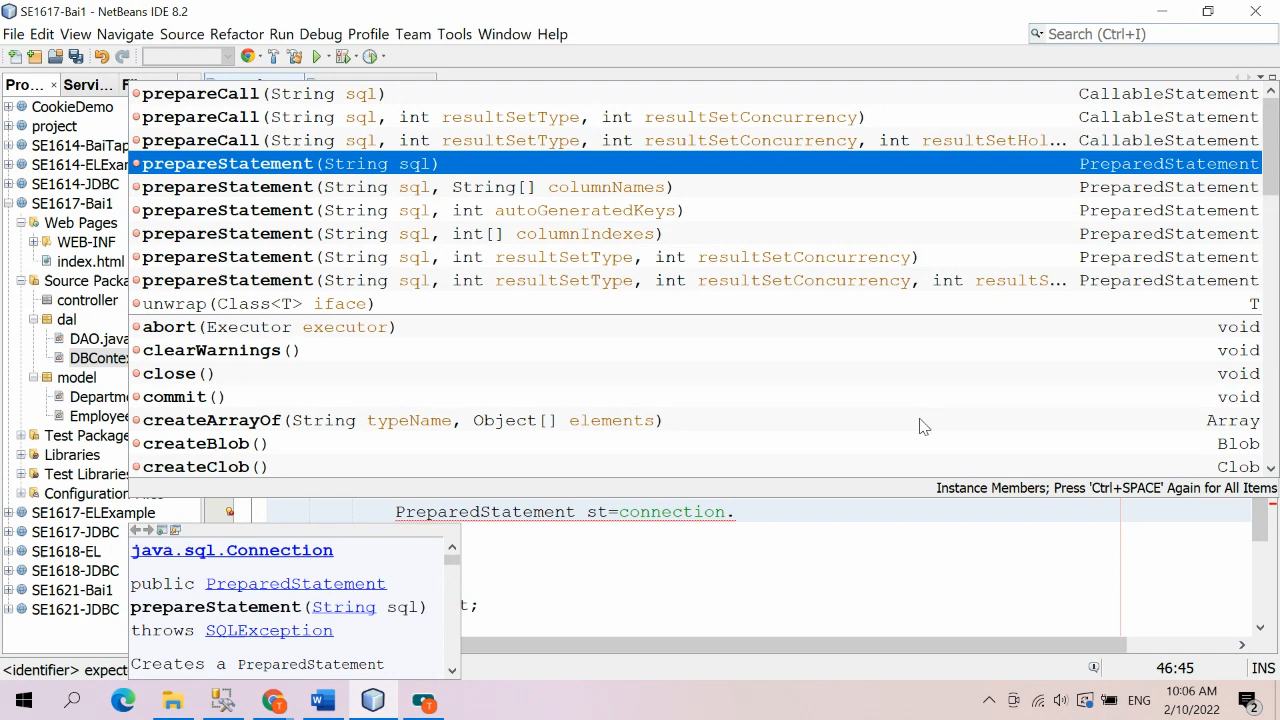 SE1617-Bai1 - NetBeans IDE 8.2
File Edit View Navigate Source Refactor Run Debug Profile Team Tools Window Help
Search (Ctrl+I)
Pro... × Servi...
CookieDemo
project
SE1614-BaiTap
SE1614-ELExam
SE1614-JDBC
SE1617-Bai1
Web Pages
WEB-INF
index.html
Source Packa
controller
dal
DAO.java
DBConte
model
Departm
Employee
Test Package
Libraries
Test Librarie
Configuration Files
SE1617-ELExample
SE1617-JDBC
SE1618-EL
SE1618-JDBC
SE1621-Bai1
SE1621-JDBC
prepareCall(String sql) CallableStatement
prepareCall(String sql, int resultSetType, int resultSetConcurrency) CallableStatement
prepareCall(String sql, int resultSetType, int resultSetConcurrency, int resultSetHol... CallableStatement
prepareStatement(String sql) PreparedStatement
prepareStatement(String sql, String[] columnNames) PreparedStatement
prepareStatement(String sql, int autoGeneratedKeys) PreparedStatement
prepareStatement(String sql, int[] columnIndexes) PreparedStatement
prepareStatement(String sql, int resultSetType, int resultSetConcurrency) PreparedStatement
prepareStatement(String sql, int resultSetType, int resultSetConcurrency, int resultS... PreparedStatement
unwrap(Class<T> iface) T
abort(Executor executor) void
clearWarnings() void
close() void
commit() void
createArrayOf(String typeName, Object[] elements) Array
createBlob() Blob
createClob() Clob
Instance Members; Press 'Ctrl+SPACE' Again for All Items
PreparedStatement st=connection.
t;
java.sql.Connection
public PreparedStatement
prepareStatement(String sql)
throws SQLException
Creates a PreparedStatement
<identifier> expect
46:45
INS
ENG
10:06 AM
2/10/2022
2